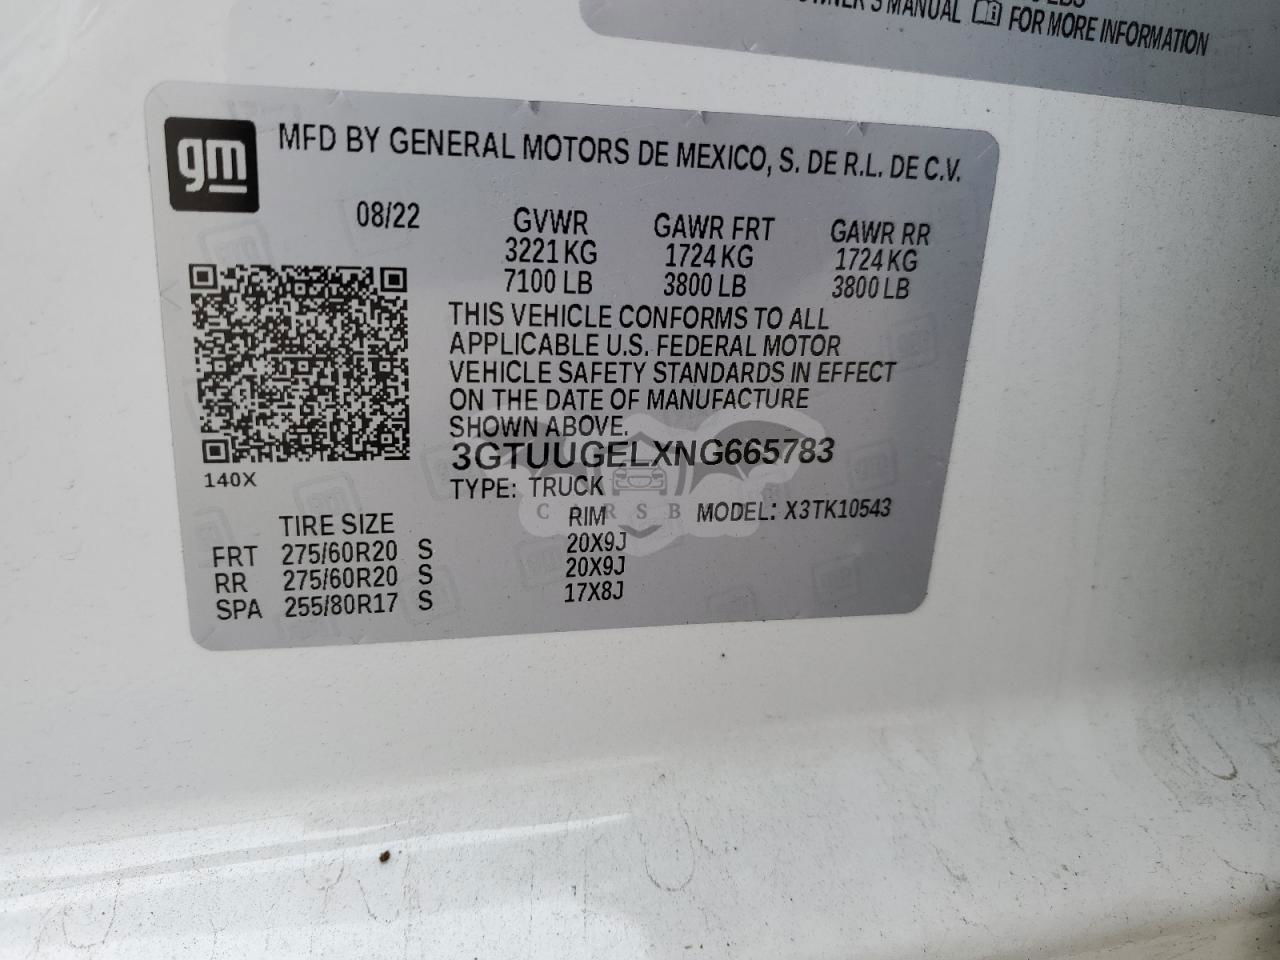 OWNER'S MANUAL FOR MORE INFORMATION
gm
MFD BY GENERAL MOTORS DE MEXICO, S. DE R.L. DE C.V.
08/22 GVWR GAWR FRT GAWR RR
3221 KG 1724 KG 1724 KG
7100 LB 3800 LB 3800 LB
THIS VEHICLE CONFORMS TO ALL
APPLICABLE U.S. FEDERAL MOTOR
VEHICLE SAFETY STANDARDS IN EFFECT
ON THE DATE OF MANUFACTURE
SHOWN ABOVE.
3GTUUGELXNG665783
140X
TYPE: TRUCK
CARSB
TIRE SIZE RIM MODEL: X3TK10543
FRT 275/60R20 S 20X9J
RR 275/60R20 S 20X9J
SPA 255/80R17 S 17X8J